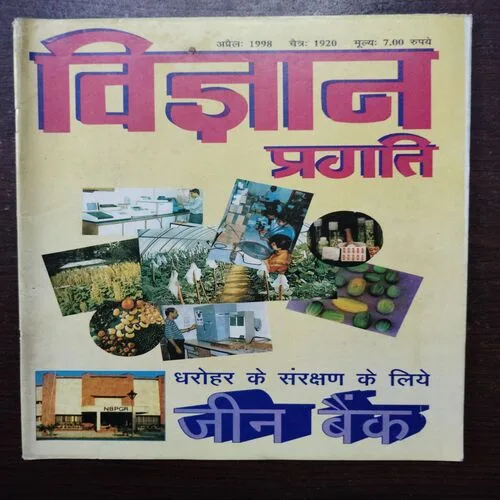 अप्रैल: 1998 चैत्र: 1920 मूल्य: 7.00 रुपये
विज्ञान
प्रगति
धरोहर के संरक्षण के लिये
NBPGR
जीन बैंक